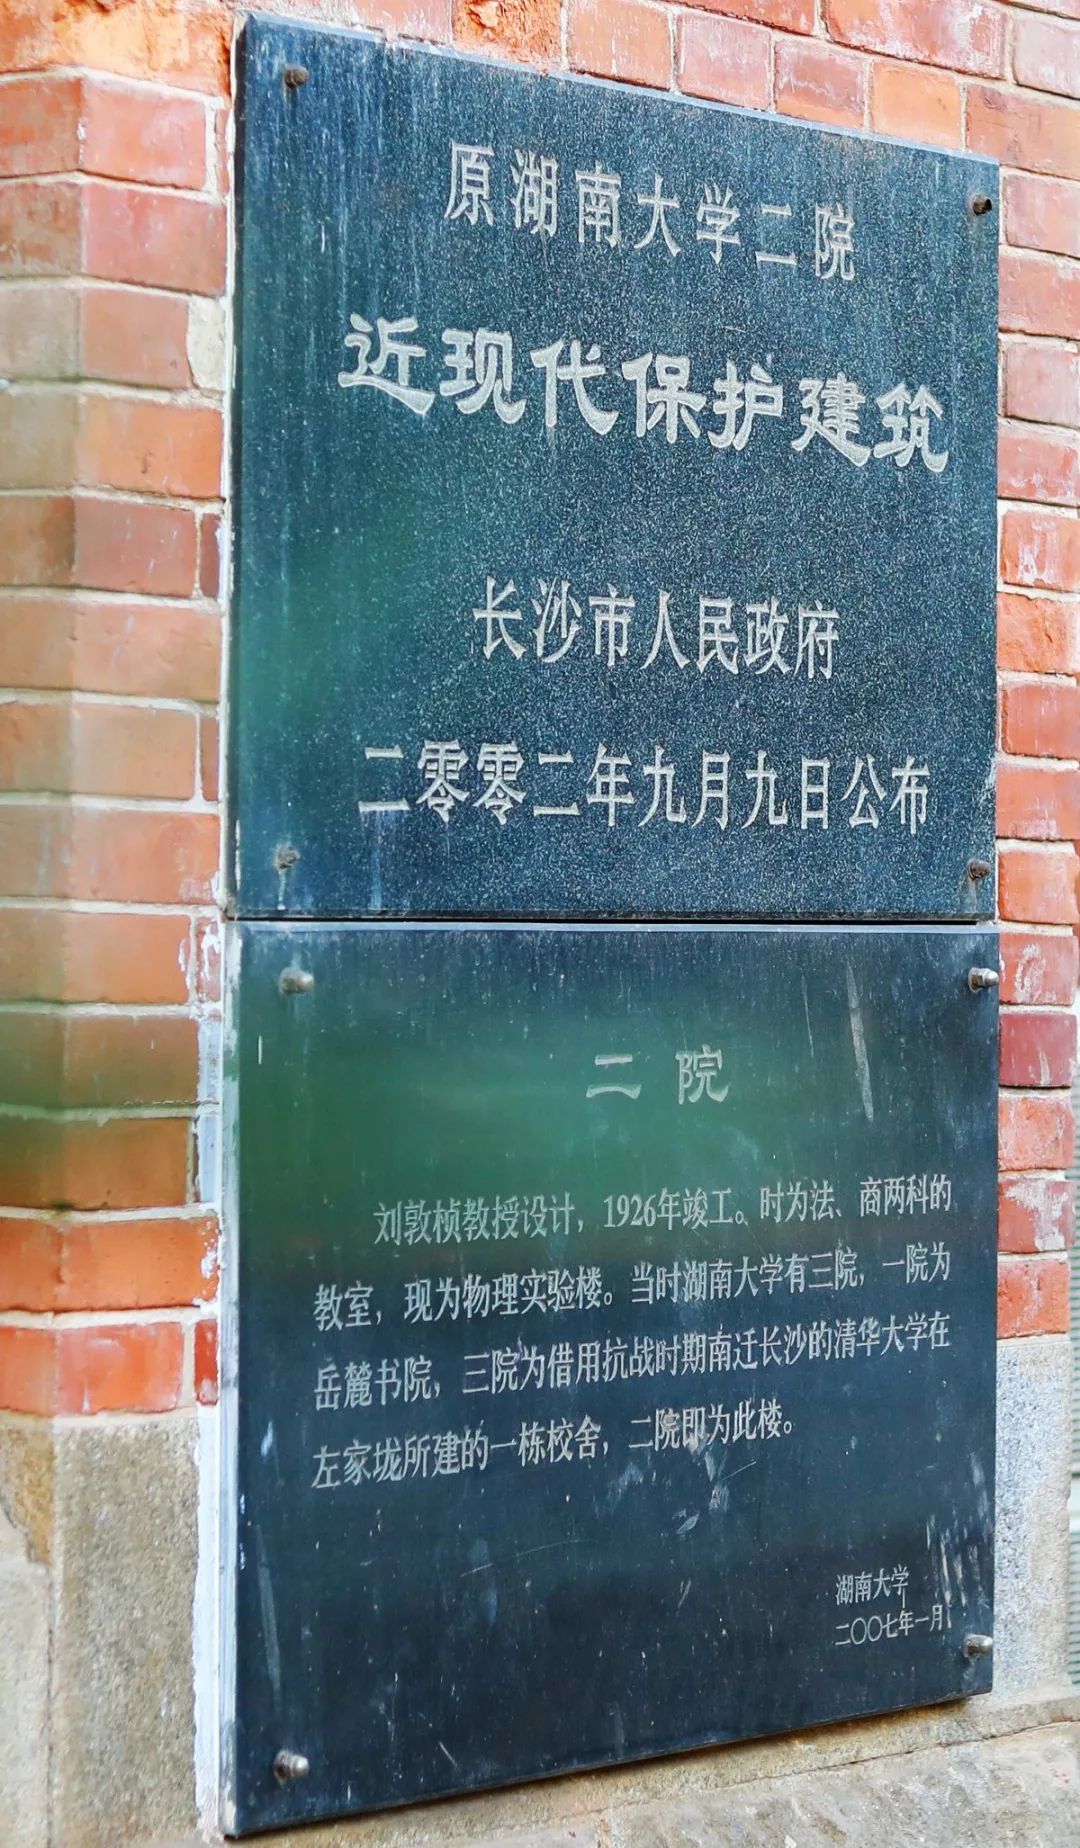 原湖南大学二院
近现代保护建筑
长沙市人民政府
二零零二年九月九日公布
二 院
刘敦桢教授设计，1926年竣工。时为法、商两科的
教室，现为物理实验楼。当时湖南大学有三院，一院为
岳麓书院，三院为借用抗战时期南迁长沙的清华大学在
左家垅所建的一栋校舍，二院即为此楼。
湖南大学
二〇〇七年一月